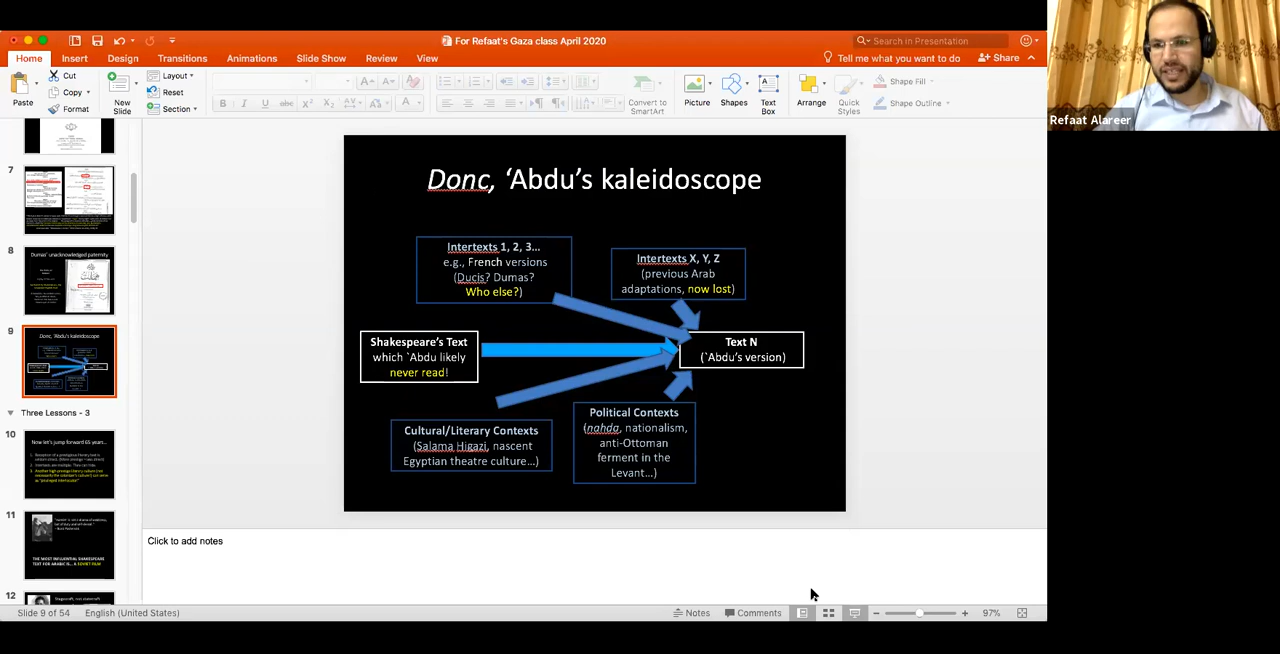 For Refaat's Gaza class April 2020
Search in Presentation
Home
Insert
Design
Transitions
Animations
Slide Show
Review
View
Tell me what you want to do
Share
Paste
Cut
Copy
Format
New
Slide
Layout
Reset
Section
Convert to
SmartArt
Picture
Shapes
Text
Box
Arrange
Quick
Styles
Shape Fill
Shape Outline
Refaat Alareer
7
8
Dumas' unacknowledged paternity
9
Donc, 'Abdu's kaleidoscope
Three Lessons - 3
10
Now let's jump forward 65 years...
11
THE MOST INFLUENTIAL SHAKESPEARE
TEXT FOR ARABIC IS... A SOVIET FILM
12
Donc, ‘Abdu's kaleidoscope
Intertexts 1, 2, 3...
e.g., French versions
(Ducis? Dumas?
Who else?)
Intertexts X, Y, Z
(previous Arab
adaptations, now lost)
Shakespeare's Text
which `Abdu likely
never read!
Text N
(`Abdu's version)
Cultural/Literary Contexts
(Salama Higazi, nascent
Egyptian theatre culture...)
Political Contexts
(nahda, nationalism,
anti-Ottoman
ferment in the
Levant...)
Click to add notes
Slide 9 of 54
English (United States)
Notes
Comments
97%